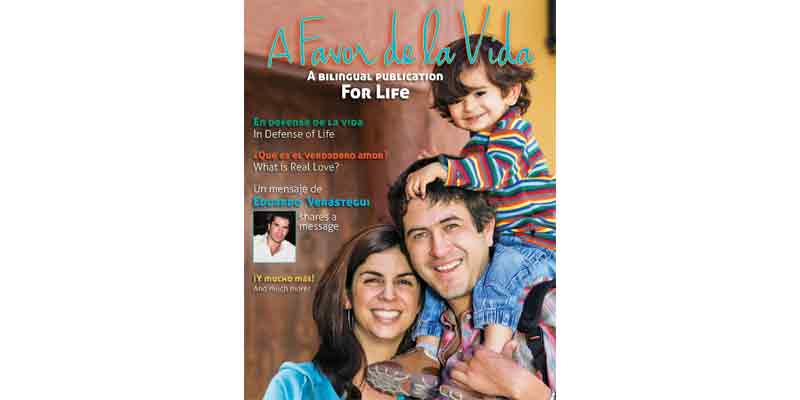 A Favor de la Vida
A bilingual publication
For Life
En defense de la vida
In Defense of Life
¿Qué es el verdadero amor?
What is Real Love?
Un mensaje de
Eduardo Verástegui
shares a
message
¡Y mucho más!
And much more!